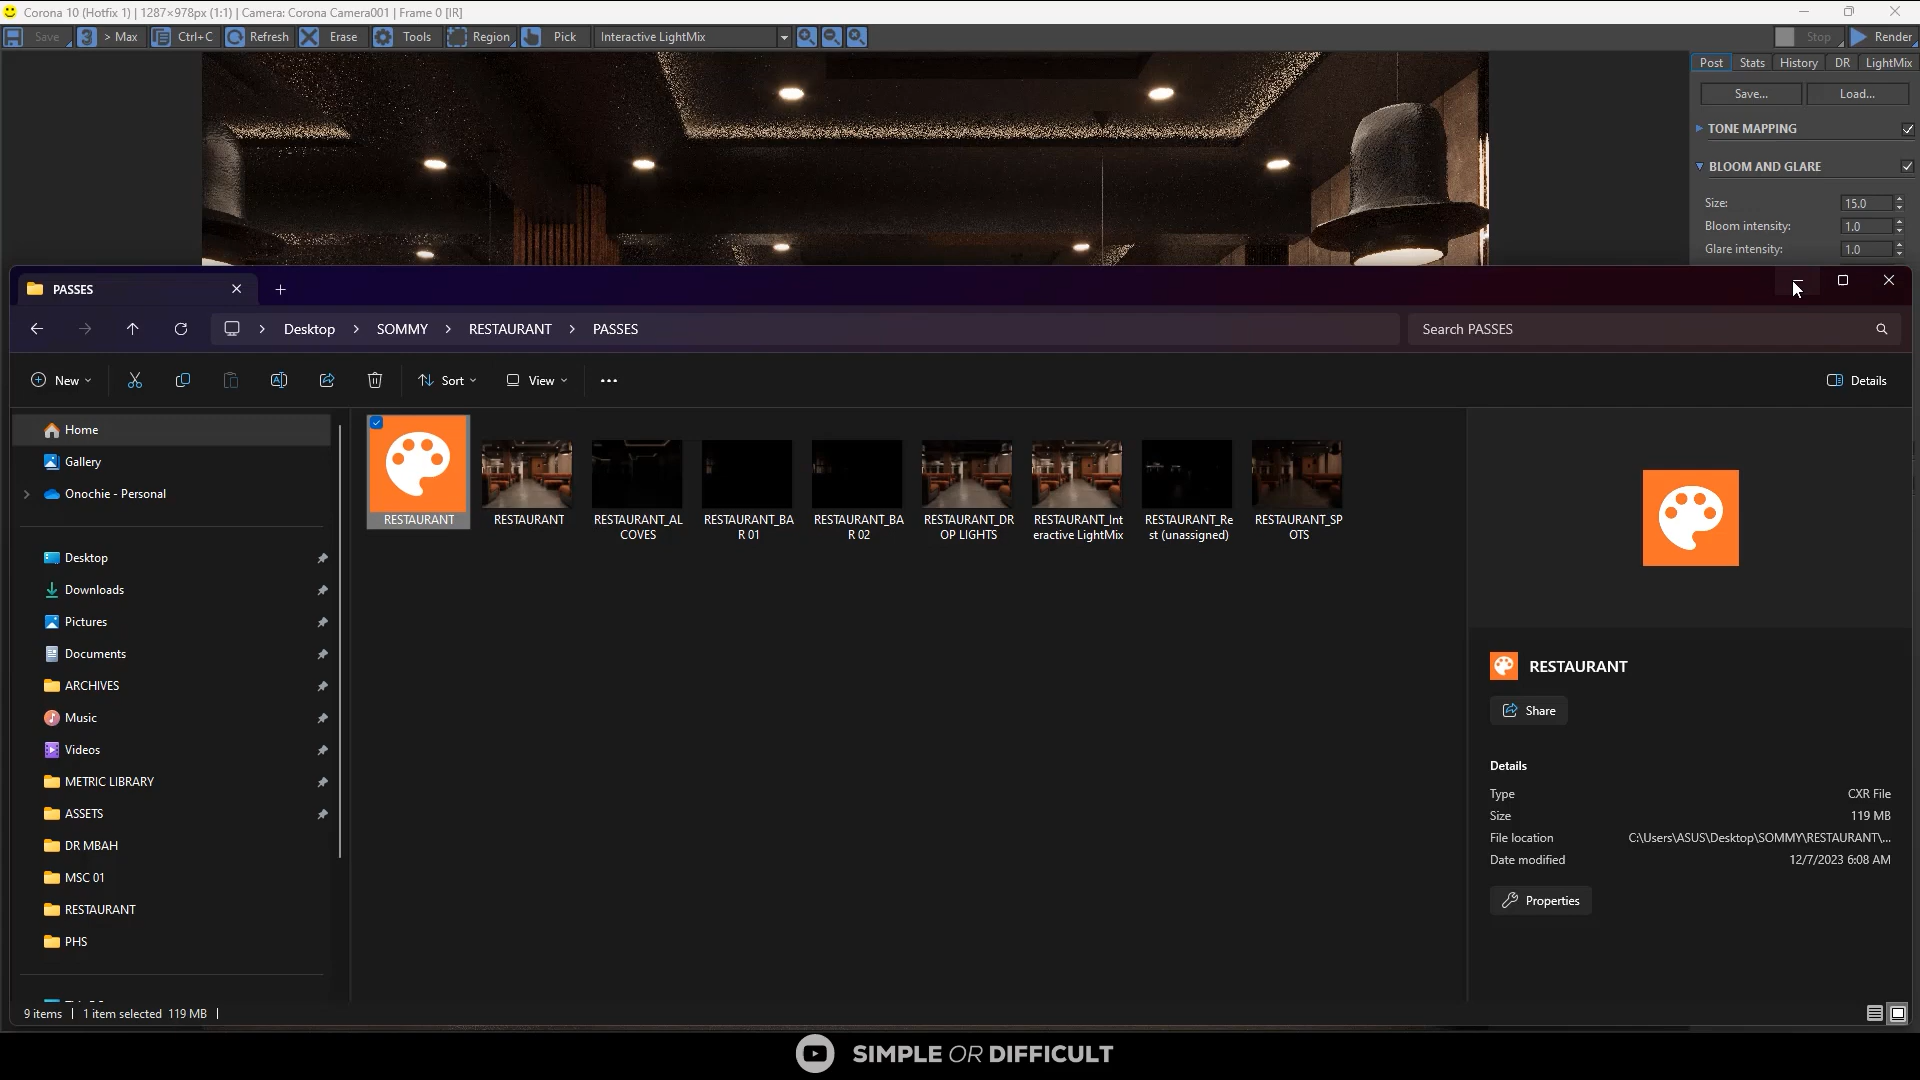 Corona 10 (Hotfix 1) | 1287×978px (1:1) | Camera: Corona Camera001 | Frame 0 [IR]
Save
3 > Max
Ctrl+C
Refresh
Erase
Tools
Region
Pick
Interactive LightMix
Stop
Render
Post
Stats
History
DR
LightMix
Save...
Load...
TONE MAPPING
BLOOM AND GLARE
Size: 15.0
Bloom intensity: 1.0
Glare intensity: 1.0
PASSES
Desktop > SOMMY > RESTAURANT > PASSES
Search PASSES
New
Sort
View
Details
Home
Gallery
Onochie - Personal
Desktop
Downloads
Pictures
Documents
ARCHIVES
Music
Videos
METRIC LIBRARY
ASSETS
DR MBAH
MSC 01
RESTAURANT
PHS
RESTAURANT
RESTAURANT
RESTAURANT_AL
COVES
RESTAURANT_BA
R 01
RESTAURANT_BA
R 02
RESTAURANT_DR
OP LIGHTS
RESTAURANT_Int
eractive LightMix
RESTAURANT_Re
st (unassigned)
RESTAURANT_SP
OTS
RESTAURANT
Share
Details
Type CXR File
Size 119 MB
File location C:\Users\ASUS\Desktop\SOMMY\RESTAURANT\...
Date modified 12/7/2023 6:08 AM
Properties
9 items | 1 item selected 119 MB |
SIMPLE OR DIFFICULT